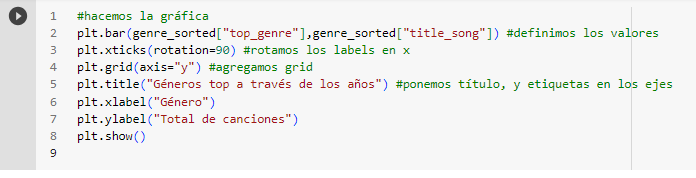 1 #hacemos la gráfica
2 plt.bar(genre_sorted["top_genre"],genre_sorted["title_song"]) #definimos los valores
3 plt.xticks(rotation=90) #rotamos los labels en x
4 plt.grid(axis="y") #agregamos grid
5 plt.title("Géneros top a través de los años") #ponemos título, y etiquetas en los ejes
6 plt.xlabel("Género")
7 plt.ylabel("Total de canciones")
8 plt.show()
9